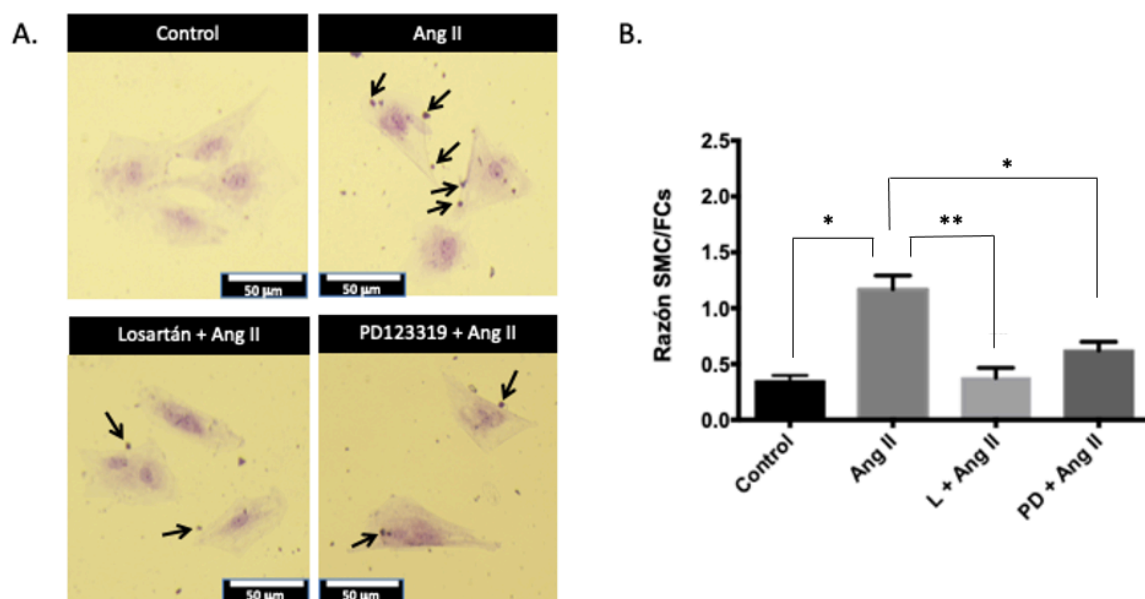 A.
Control
50 µm
Ang II
50 µm
Losartán + Ang II
50 µm
PD123319 + Ang II
50 µm
B.
Razón SMC/FCs
2.5
2.0
1.5
1.0
0.5
0.0
*
**
*
Control
Ang II
L + Ang II
PD + Ang II